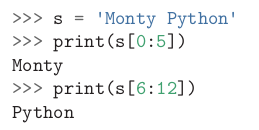 >>> s = 'Monty Python'
>>> print(s[0:5])
Monty
>>> print(s[6:12])
Python